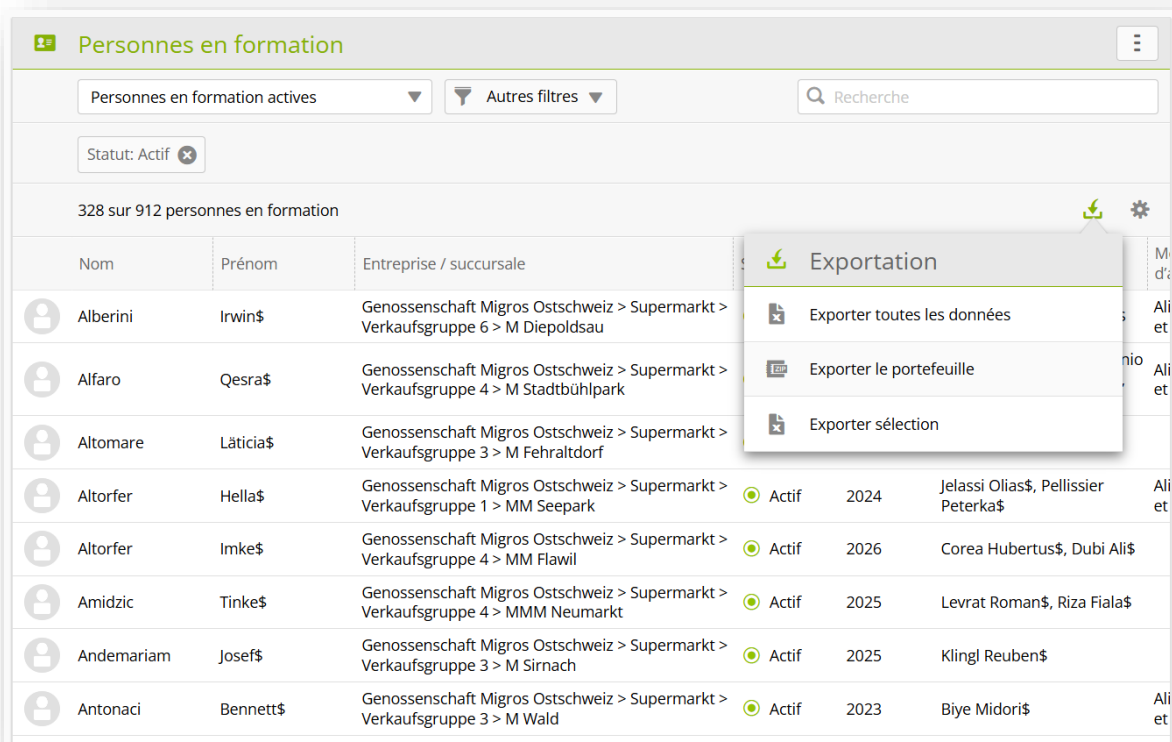 Personnes en formation
Personnes en formation actives
Autres filtres
Recherche
Statut: Actif
328 sur 912 personnes en formation
Nom
Prénom
Entreprise / succursale
Exportation
Exporter toutes les données
Exporter le portefeuille
Exporter sélection
Alberini
Irwin$
Genossenschaft Migros Ostschweiz > Supermarkt >
Verkaufsgruppe 6 > M Diepoldsau
Alfaro
Qesra$
Genossenschaft Migros Ostschweiz > Supermarkt >
Verkaufsgruppe 4 > M Stadtbühlpark
Altomare
Läticia$
Genossenschaft Migros Ostschweiz > Supermarkt >
Verkaufsgruppe 3 > M Fehraltdorf
Altorfer
Hella$
Genossenschaft Migros Ostschweiz > Supermarkt >
Verkaufsgruppe 1 > MM Seepark
Actif
2024
Jelassi Olias$, Pellissier
Peterka$
Altorfer
Imke$
Genossenschaft Migros Ostschweiz > Supermarkt >
Verkaufsgruppe 4 > MM Flawil
Actif
2026
Corea Hubertus$, Dubi Ali$
Amidzic
Tinke$
Genossenschaft Migros Ostschweiz > Supermarkt >
Verkaufsgruppe 4 > MMM Neumarkt
Actif
2025
Levrat Roman$, Riza Fiala$
Andemariam
Josef$
Genossenschaft Migros Ostschweiz > Supermarkt >
Verkaufsgruppe 3 > M Sirnach
Actif
2025
Klingl Reuben$
Antonaci
Bennett$
Genossenschaft Migros Ostschweiz > Supermarkt >
Verkaufsgruppe 3 > M Wald
Actif
2023
Biye Midori$